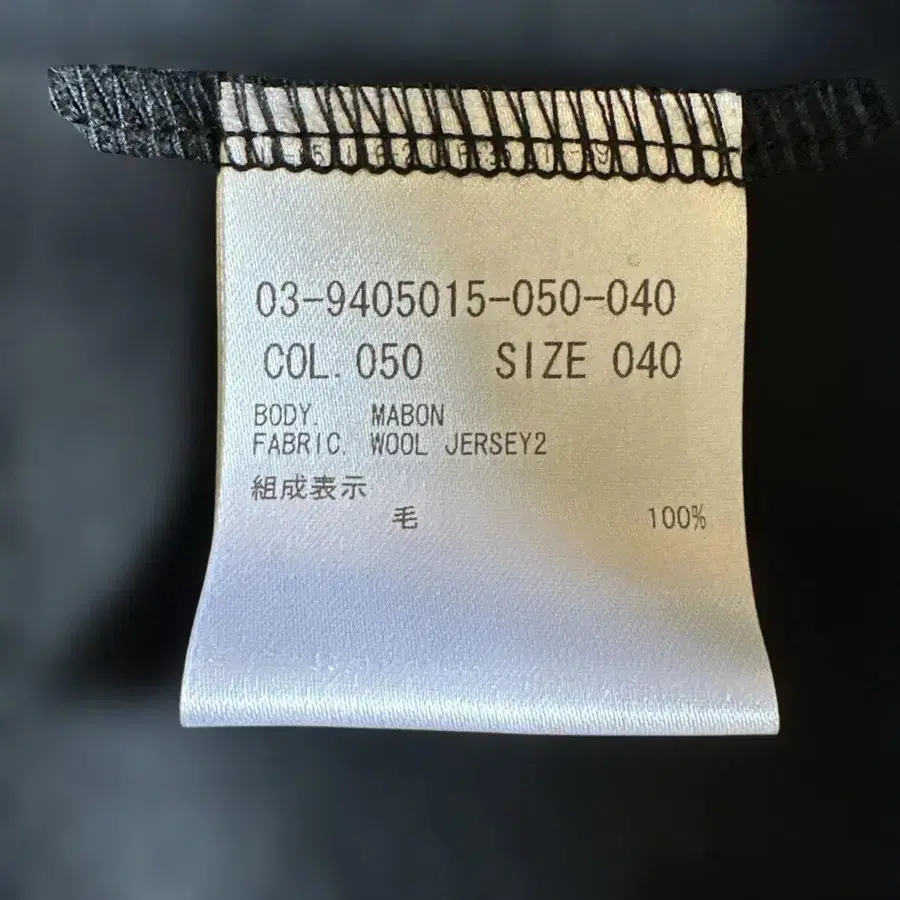 03-9405015-050-040
COL. 050 SIZE 040
BODY. MABON
FABRIC. WOOL JERSEY2
組成表示
毛 100%